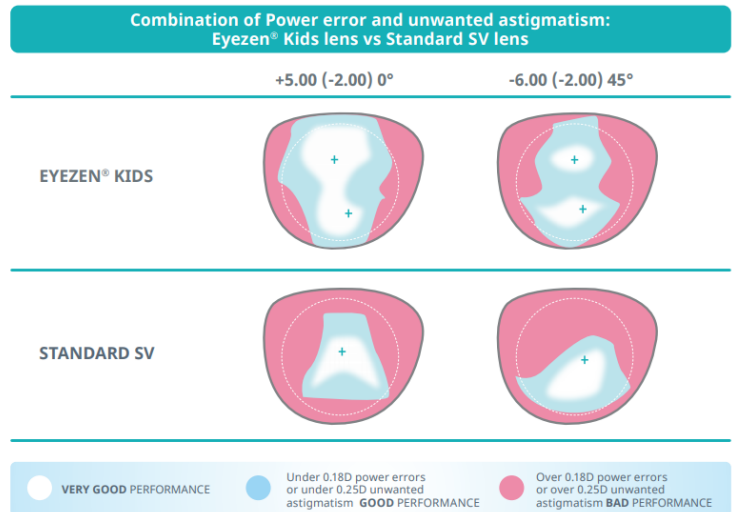 Combination of Power error and unwanted astigmatism:
Eyezen® Kids lens vs Standard SV lens
+5.00 (-2.00) 0°
-6.00 (-2.00) 45°
EYEZEN® KIDS
STANDARD SV
VERY GOOD PERFORMANCE
Under 0.18D power errors
or under 0.25D unwanted
astigmatism GOOD PERFORMANCE
Over 0.18D power errors
or over 0.25D unwanted
astigmatism BAD PERFORMANCE